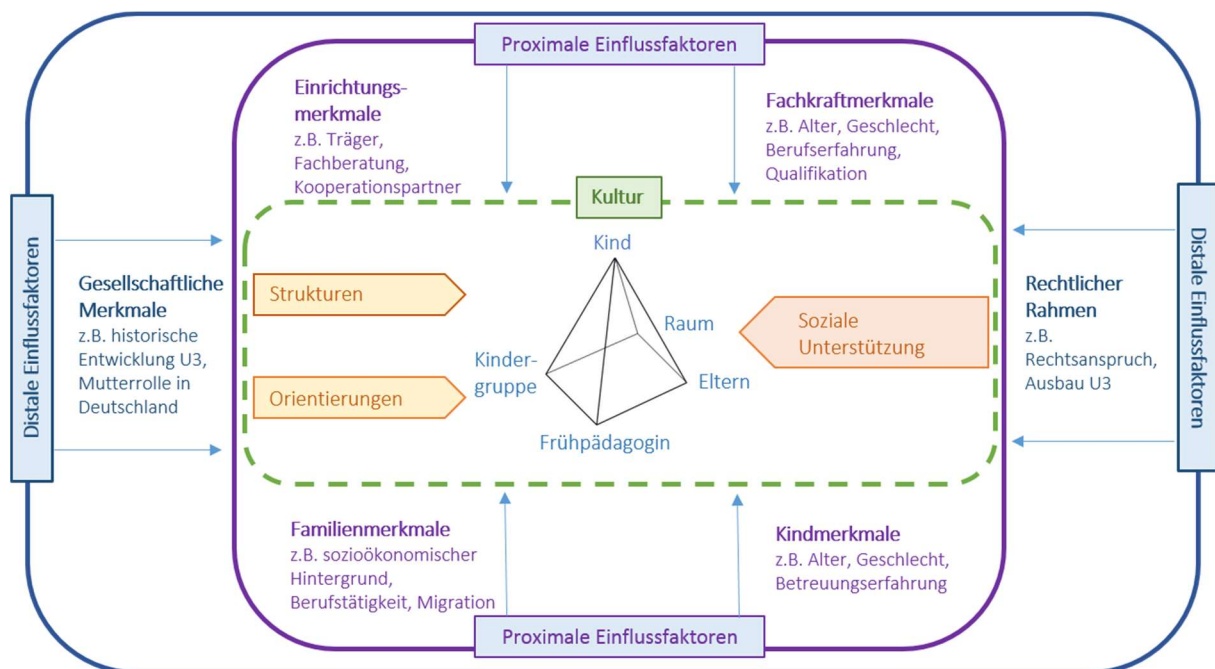 Proximale Einflussfaktoren
Einrichtungs-
merkmale
z.B. Träger,
Fachberatung,
Kooperationspartner
Fachkraftmerkmale
z.B. Alter, Geschlecht,
Berufserfahrung,
Qualifikation
Kultur
Distale Einflussfaktoren
Gesellschaftliche
Merkmale
z.B. historische
Entwicklung U3,
Mutterrolle in
Deutschland
Strukturen
Orientierungen
Kind
Raum
Kinder-
gruppe
Eltern
Frühpädagogin
Soziale
Unterstützung
Rechtlicher
Rahmen
z.B.
Rechtsanspruch,
Ausbau U3
Distale Einflussfaktoren
Familienmerkmale
z.B. sozioökonomischer
Hintergrund,
Berufstätigkeit, Migration
Kindmerkmale
z.B. Alter, Geschlecht,
Betreuungserfahrung
Proximale Einflussfaktoren